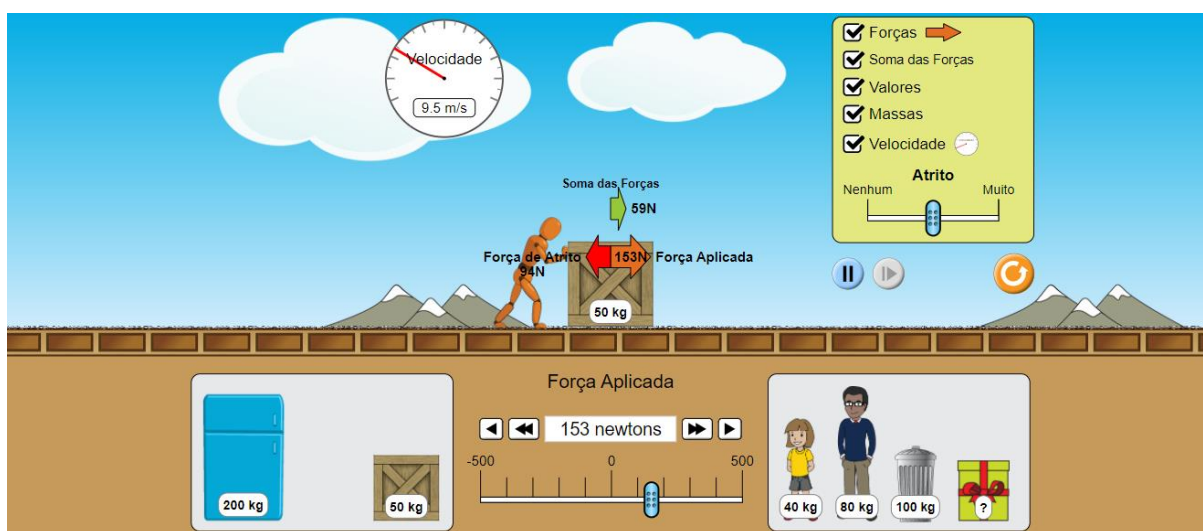 Velocidade
9.5 m/s
Forças
Soma das Forças
Valores
Massas
Velocidade
Atrito
Nenhum
Muito
Soma das Forças
59N
Força de Atrito
94N
153N
Força Aplicada
50 kg
Força Aplicada
153 newtons
-500
0
500
200 kg
50 kg
40 kg
80 kg
100 kg
?